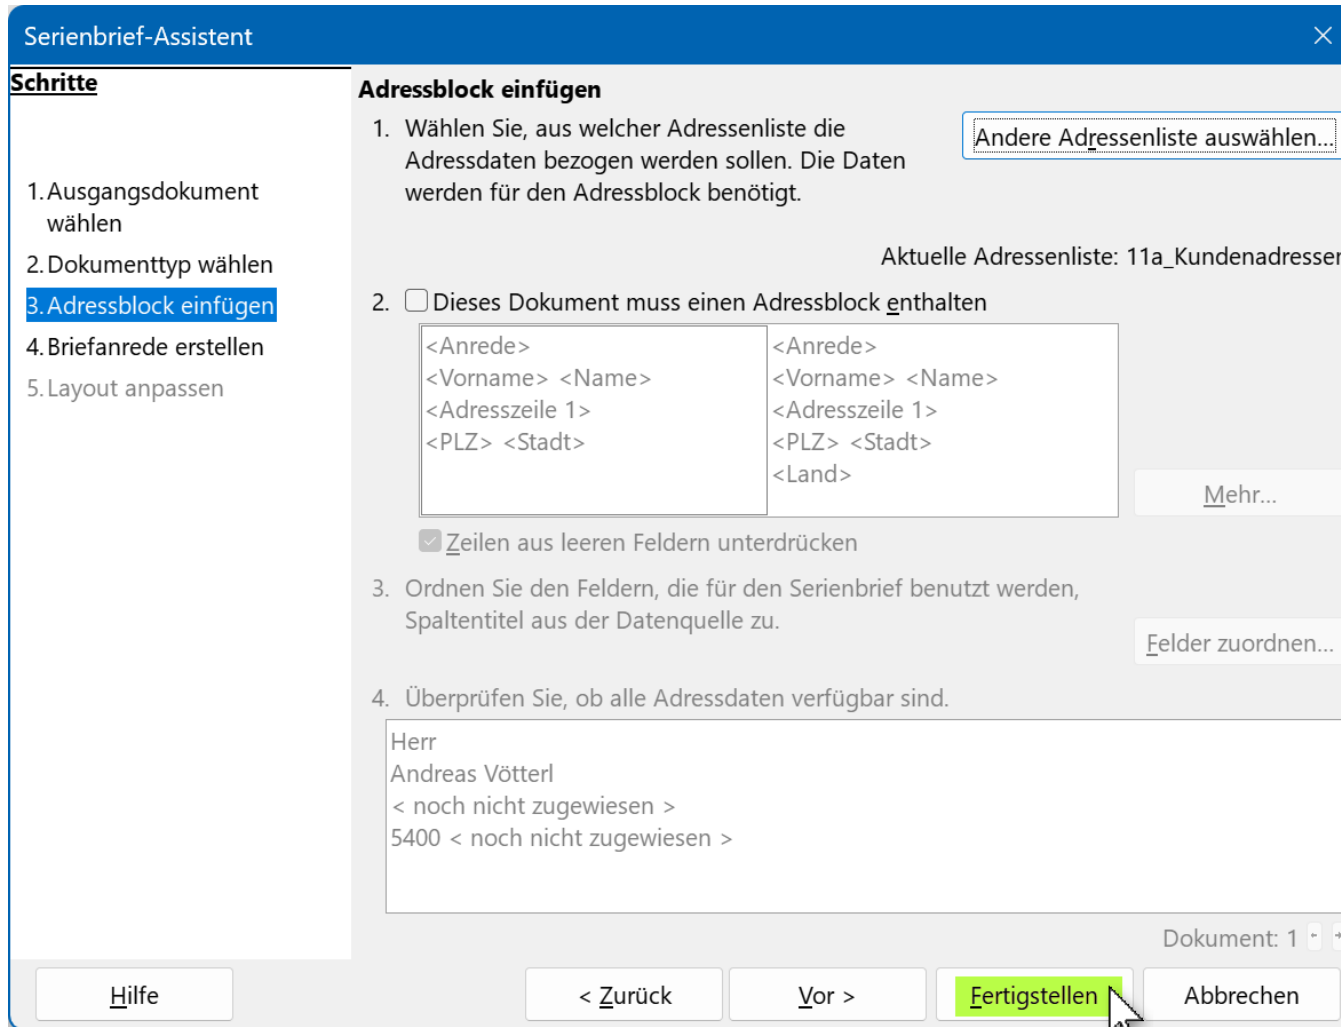 Serienbrief-Assistent
Schritte
1. Ausgangsdokument
wählen
2. Dokumenttyp wählen
3. Adressblock einfügen
4. Briefanrede erstellen
5. Layout anpassen
Adressblock einfügen
1. Wählen Sie, aus welcher Adressenliste die
Adressdaten bezogen werden sollen. Die Daten
werden für den Adressblock benötigt.
Andere Adressenliste auswählen...
Aktuelle Adressenliste: 11a_Kundenadressen
2. Dieses Dokument muss einen Adressblock enthalten
<Anrede>
<Vorname> <Name>
<Adresszeile 1>
<PLZ> <Stadt>
<Anrede>
<Vorname> <Name>
<Adresszeile 1>
<PLZ> <Stadt>
<Land>
Mehr...
Zeilen aus leeren Feldern unterdrücken
3. Ordnen Sie den Feldern, die für den Serienbrief benutzt werden,
Spaltentitel aus der Datenquelle zu.
Felder zuordnen...
4. Überprüfen Sie, ob alle Adressdaten verfügbar sind.
Herr
Andreas Vötterl
< noch nicht zugewiesen >
5400 < noch nicht zugewiesen >
Dokument: 1
Hilfe
< Zurück
Vor >
Fertigstellen
Abbrechen